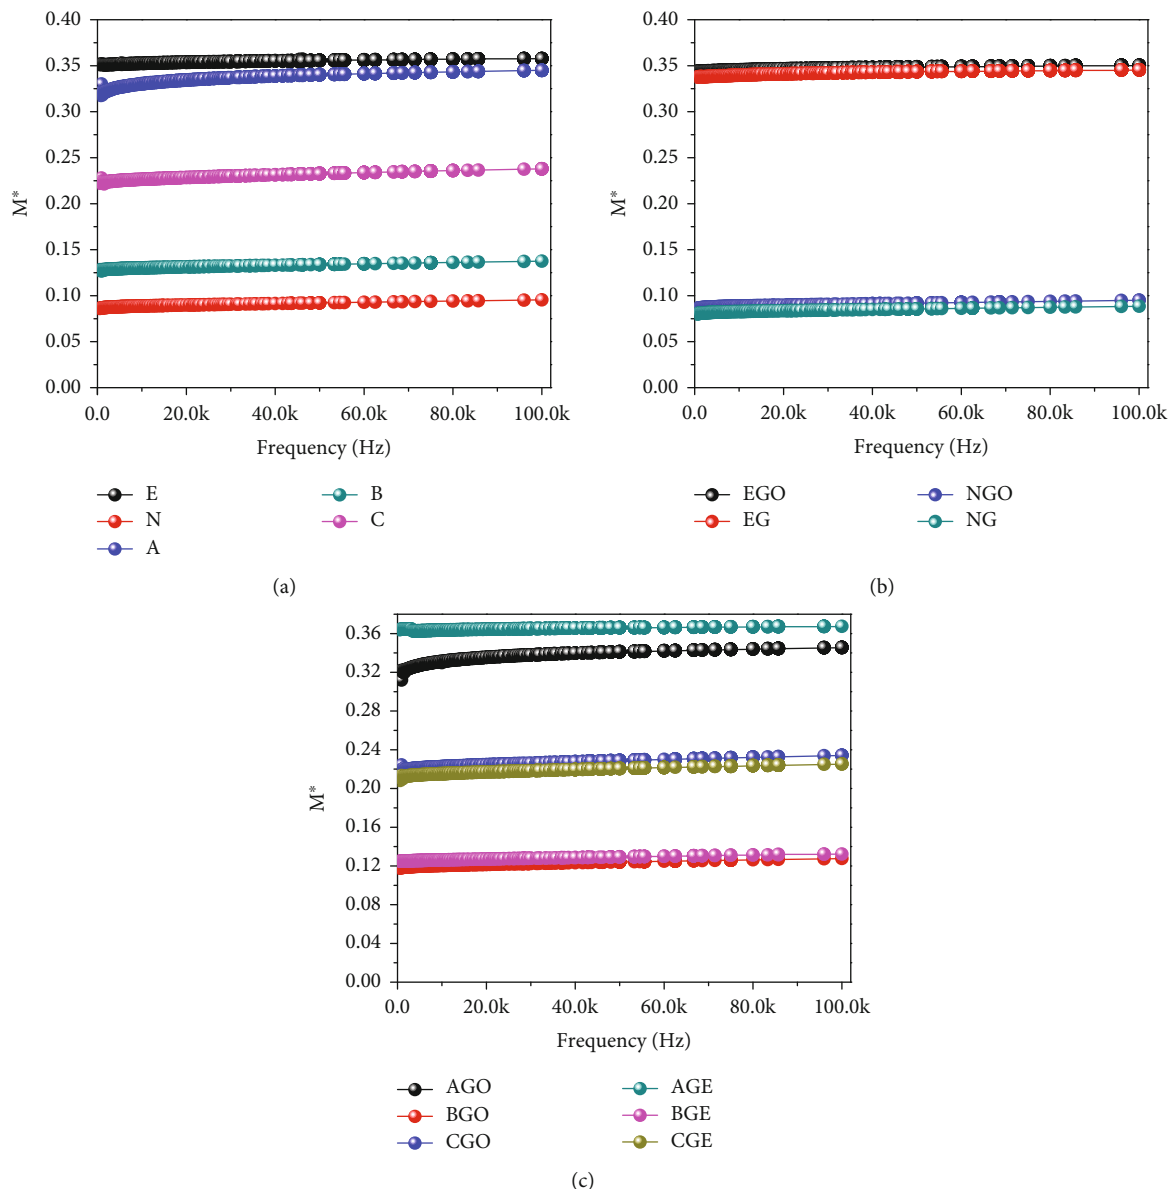 0.40
0.35
0.30
0.25
0.20
0.15
0.10
0.05
0.00
M*
0.0 20.0k 40.0k 60.0k 80.0k 100.0k
Frequency (Hz)
E B
N C
A
(a)
0.40
0.35
0.30
0.25
0.20
0.15
0.10
0.05
0.00
M*
0.0 20.0k 40.0k 60.0k 80.0k 100.0k
Frequency (Hz)
EGO NGO
EG NG
(b)
0.36
0.32
0.28
0.24
0.20
0.16
0.12
0.08
0.04
0.00
M*
0.0 20.0k 40.0k 60.0k 80.0k 100.0k
Frequency (Hz)
AGO AGE
BGO BGE
CGO CGE
(c)